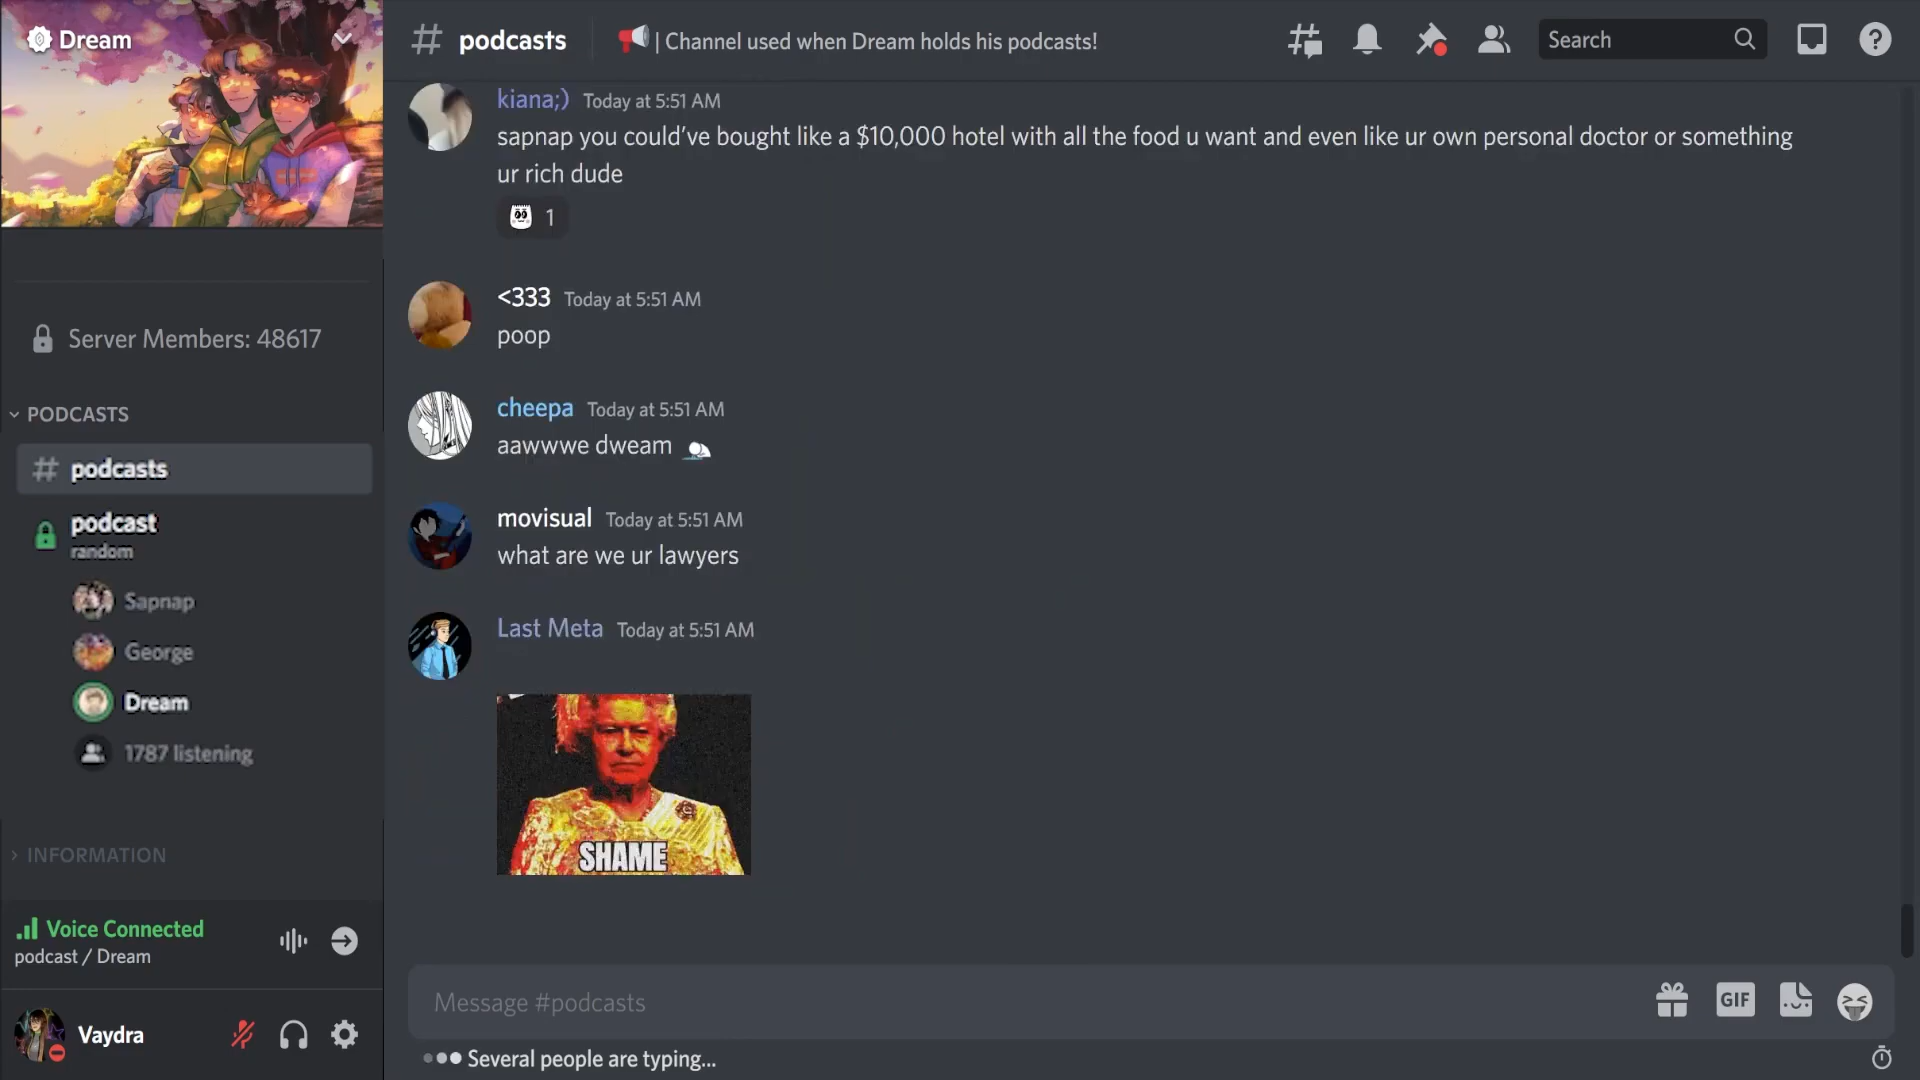 Dream
Server Members: 48617
PODCASTS
podcasts
podcast
random
Sapnap
George
Dream
1787 listening
INFORMATION
Voice Connected
podcast / Dream
Vaydra
podcasts
| Channel used when Dream holds his podcasts!
Search
kiana;) Today at 5:51 AM
sapnap you could've bought like a $10,000 hotel with all the food u want and even like ur own personal doctor or something
ur rich dude
1
<333 Today at 5:51 AM
poop
cheepa Today at 5:51 AM
aawwwe dweam
movisual Today at 5:51 AM
what are we ur lawyers
Last Meta Today at 5:51 AM
SHAME
Message #podcasts
GIF
Several people are typing...